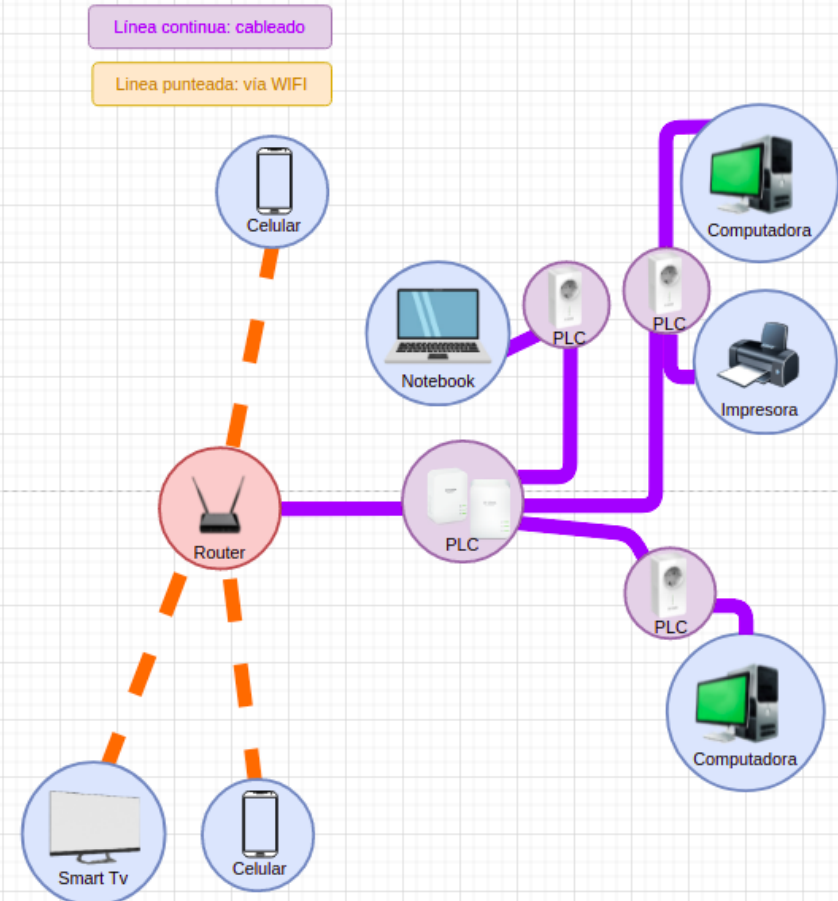 Línea continua: cableado
Linea punteada: vía WIFI
Celular
Computadora
PLC
PLC
Notebook
Impresora
Router
PLC
PLC
Computadora
Smart Tv
Celular